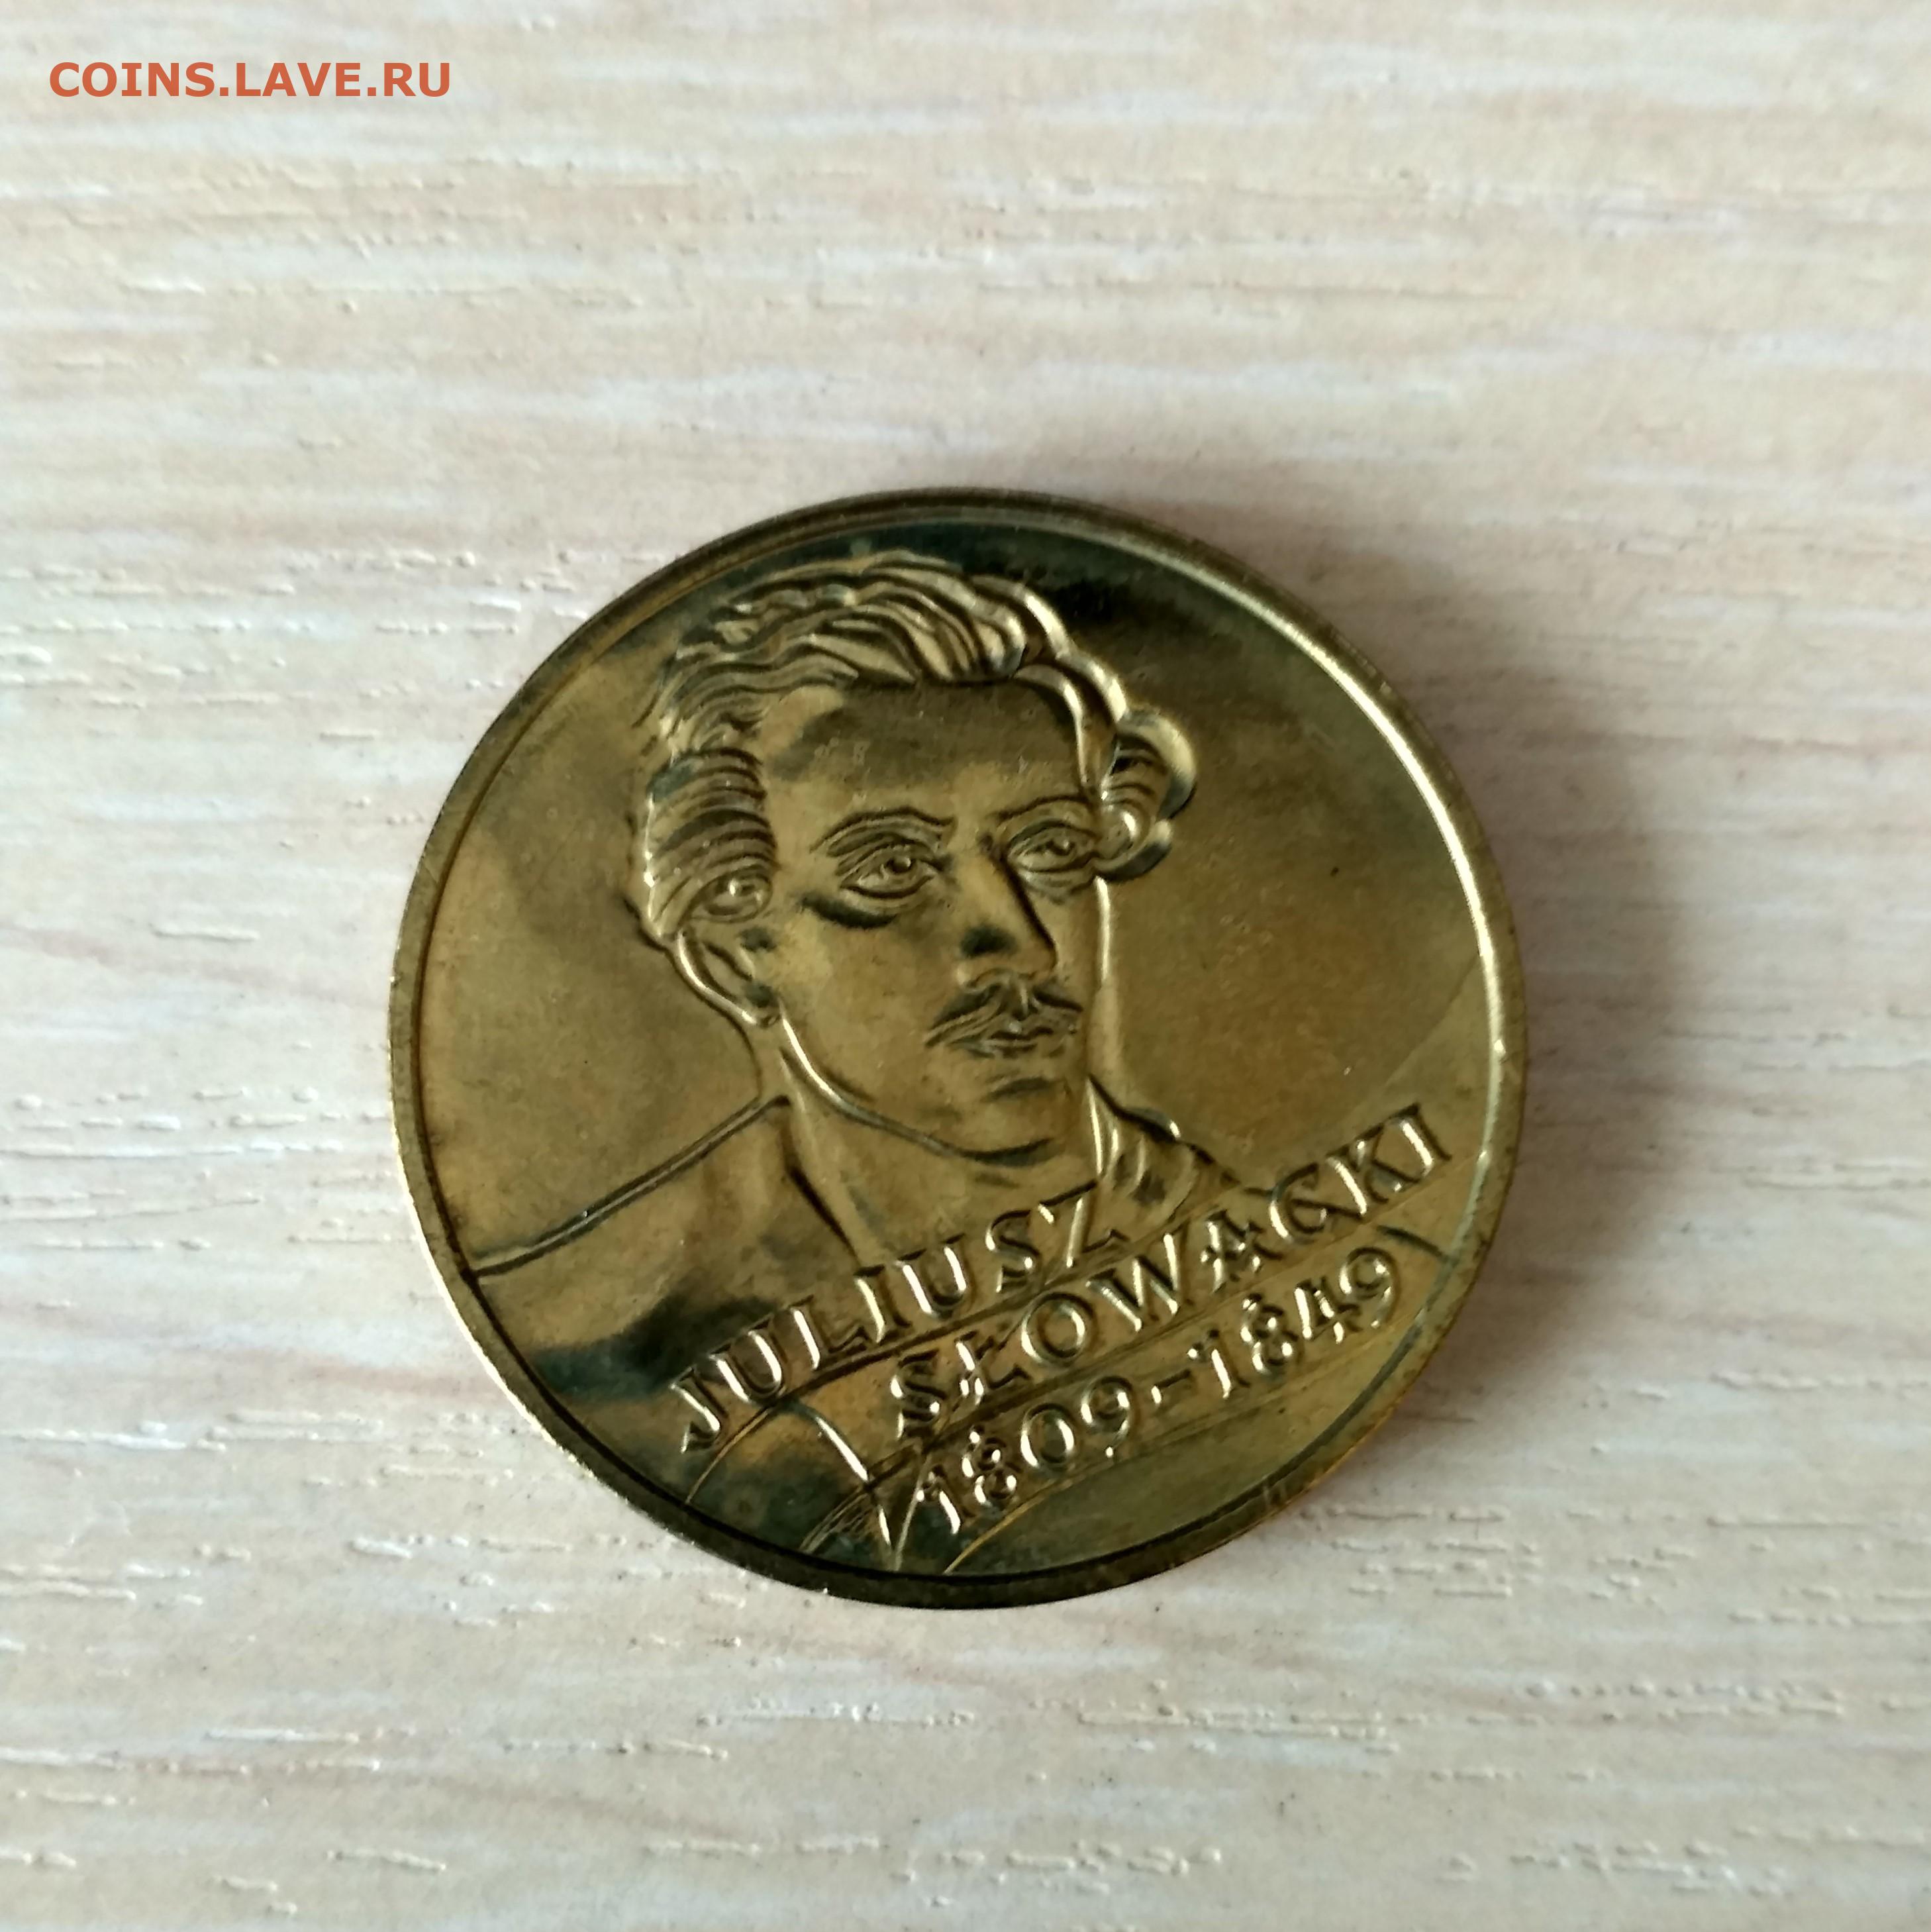 COINS.LAVE.RU
JULIUSZ
SŁOWACKI
1809-1849